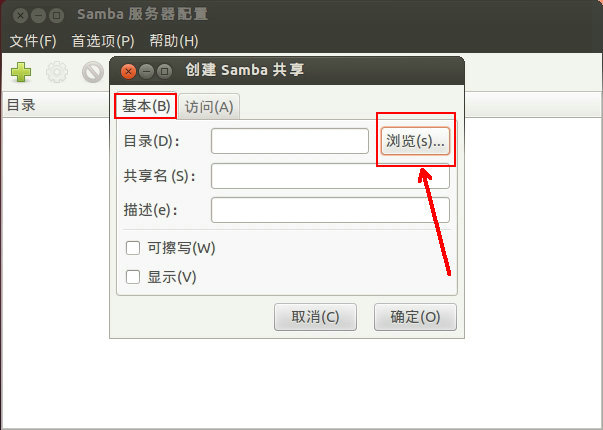 Samba 服务器配置
文件(F) 首选项(P) 帮助(H)
创建 Samba 共享
目录
基本(B) 访问(A)
目录(D)： 浏览(s)...
共享名(S)：
描述(e)：
可擦写(W)
显示(V)
取消(C) 确定(O)